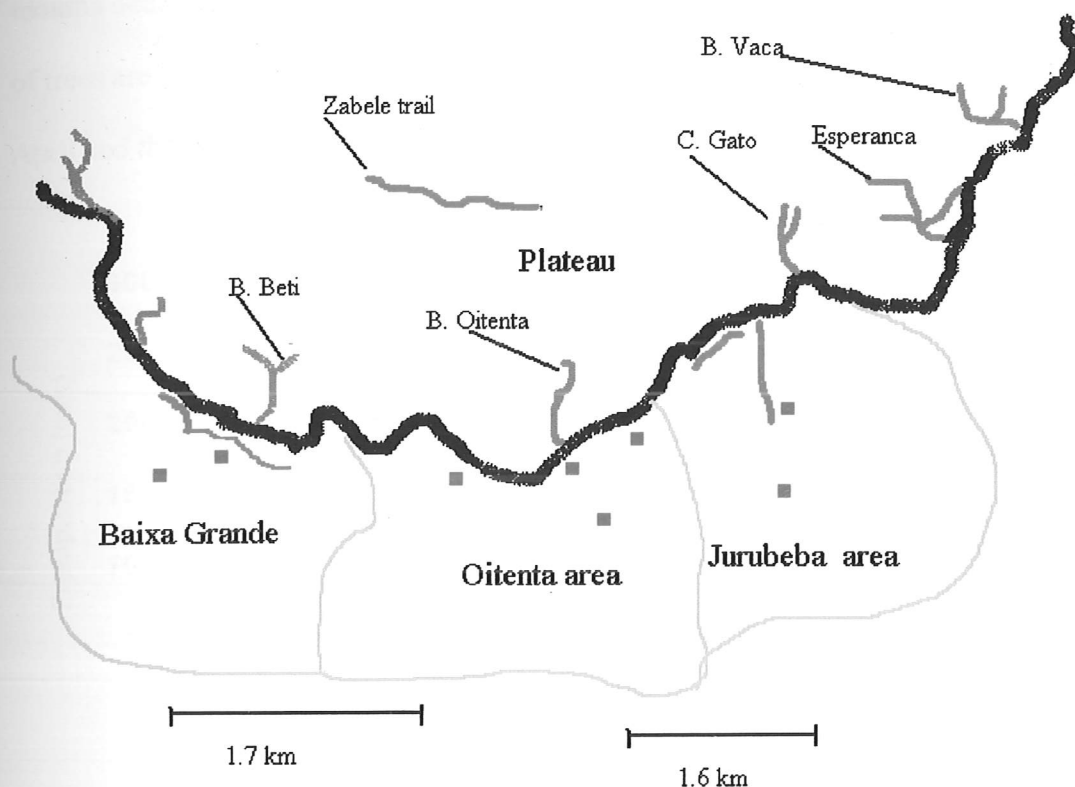 B. Vaca
Zabele trail
C. Gato
Esperanca
Plateau
B. Beti
B. Oitenta
Baixa Grande
Oitenta area
Jurubeba area
1.7 km
1.6 km